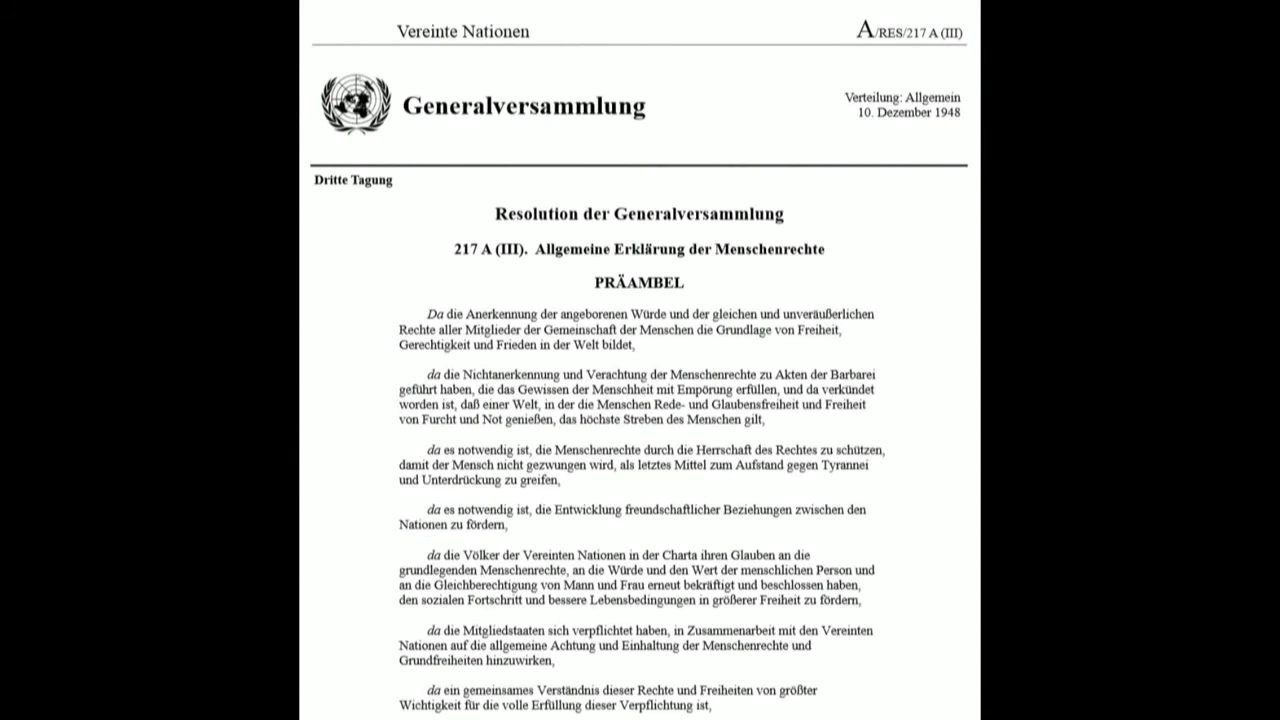 Vereinte Nationen
A/RES/217 A (III)
Generalversammlung
Verteilung: Allgemein
10. Dezember 1948
Dritte Tagung
Resolution der Generalversammlung
217 A (III). Allgemeine Erklärung der Menschenrechte
PRÄAMBEL
Da die Anerkennung der angeborenen Würde und der gleichen und unveräußerlichen
Rechte aller Mitglieder der Gemeinschaft der Menschen die Grundlage von Freiheit,
Gerechtigkeit und Frieden in der Welt bildet,
da die Nichtanerkennung und Verachtung der Menschenrechte zu Akten der Barbarei
geführt haben, die das Gewissen der Menschheit mit Empörung erfüllen, und da verkündet
worden ist, daß einer Welt, in der die Menschen Rede- und Glaubensfreiheit und Freiheit
von Furcht und Not genießen, das höchste Streben des Menschen gilt,
da es notwendig ist, die Menschenrechte durch die Herrschaft des Rechtes zu schützen,
damit der Mensch nicht gezwungen wird, als letztes Mittel zum Aufstand gegen Tyrannei
und Unterdrückung zu greifen,
da es notwendig ist, die Entwicklung freundschaftlicher Beziehungen zwischen den
Nationen zu fördern,
da die Völker der Vereinten Nationen in der Charta ihren Glauben an die
grundlegenden Menschenrechte, an die Würde und den Wert der menschlichen Person und
an die Gleichberechtigung von Mann und Frau erneut bekräftigt und beschlossen haben,
den sozialen Fortschritt und bessere Lebensbedingungen in größerer Freiheit zu fördern,
da die Mitgliedstaaten sich verpflichtet haben, in Zusammenarbeit mit den Vereinten
Nationen auf die allgemeine Achtung und Einhaltung der Menschenrechte und
Grundfreiheiten hinzuwirken,
da ein gemeinsames Verständnis dieser Rechte und Freiheiten von größter
Wichtigkeit für die volle Erfüllung dieser Verpflichtung ist,